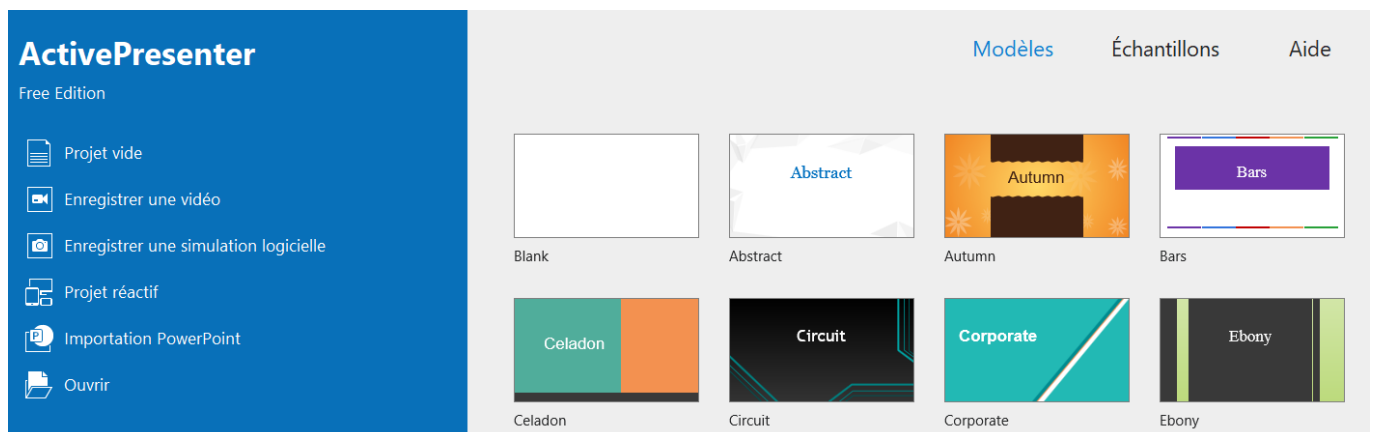 ActivePresenter
Free Edition
Projet vide
Enregistrer une vidéo
Enregistrer une simulation logicielle
Projet réactif
Importation PowerPoint
Ouvrir
Modèles Échantillons Aide
Abstract Autumn Bars
Blank Abstract Autumn Bars
Celadon Circuit Corporate Ebony
Celadon Circuit Corporate Ebony